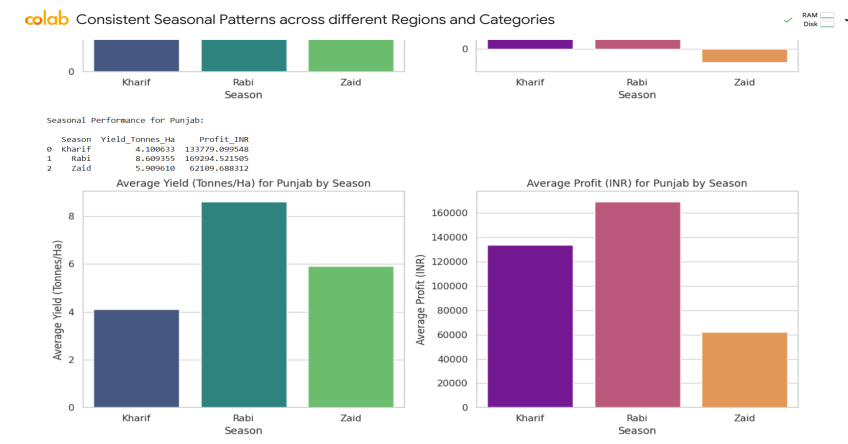 colab Consistent Seasonal Patterns across different Regions and Categories
RAM
Disk
0
Kharif Rabi Zaid
Season
0
Kharif Rabi Zaid
Season
Seasonal Performance for Punjab:
Season Yield_Tonnes_Ha Profit_INR
0 Kharif 4.100633 133779.099548
1 Rabi 8.609355 169294.521505
2 Zaid 5.909610 62109.688312
Average Yield (Tonnes/Ha) for Punjab by Season
Average Yield (Tonnes/Ha)
8
6
4
2
0
Kharif Rabi Zaid
Season
Average Profit (INR) for Punjab by Season
Average Profit (INR)
160000
140000
120000
100000
80000
60000
40000
20000
0
Kharif Rabi Zaid
Season